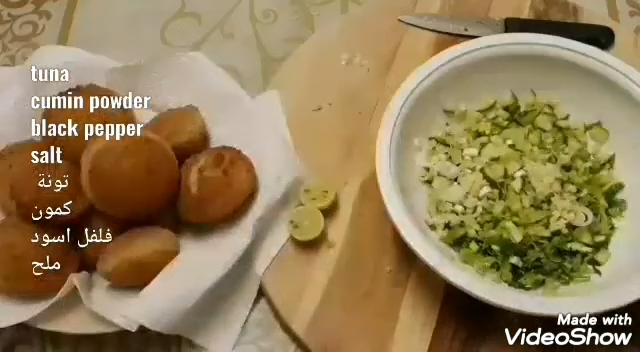 tuna
cumin powder
black pepper
salt
تونة
كمون
فلفل اسود
ملح
Made with
VideoShow